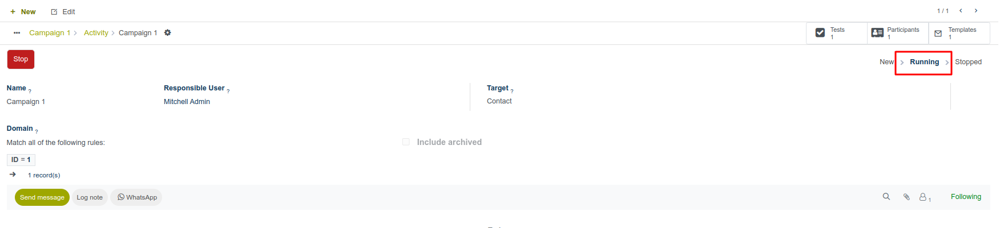 + New Edit 1 / 1
... Campaign 1 > Activity > Campaign 1
Tests
1
Participants
1
Templates
1
Stop
New > Running > Stopped
Name ? Responsible User ? Target ?
Campaign 1 Mitchell Admin Contact
Domain ?
Match all of the following rules: Include archived
ID = 1
1 record(s)
Send message Log note WhatsApp 1 Following